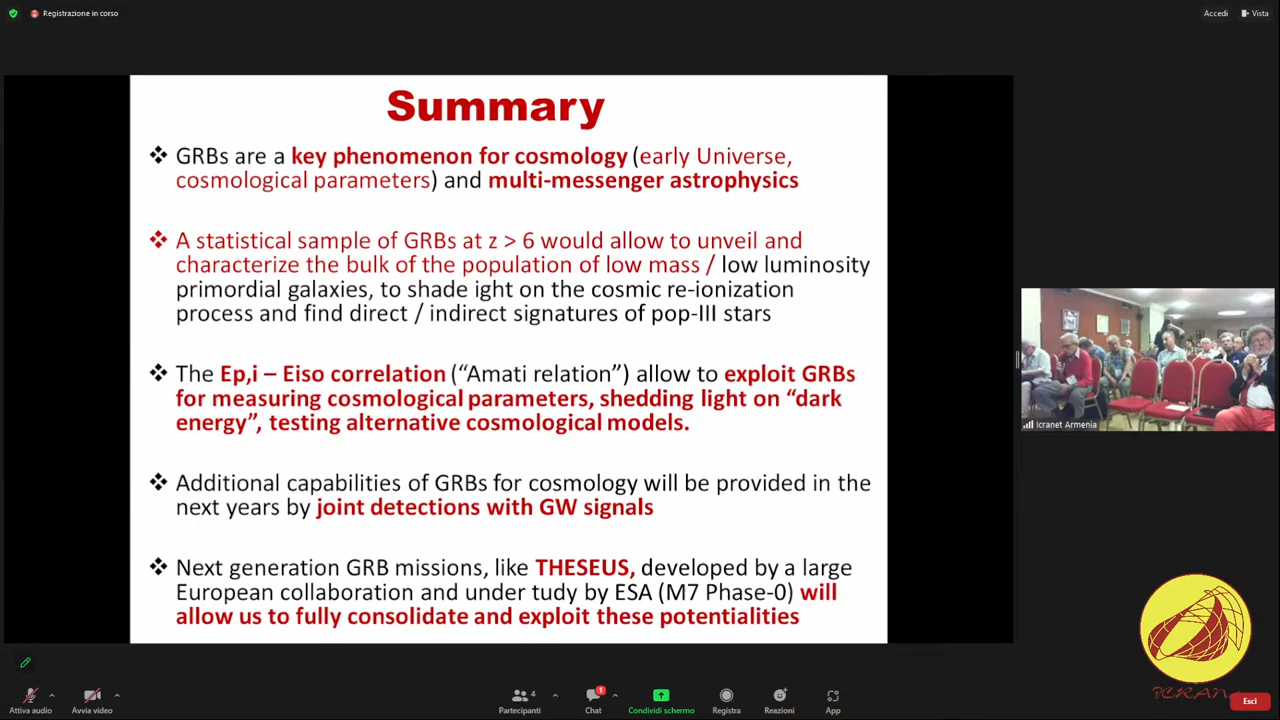 Registrazione in corso
Accedi
Vista
Summary
❖ GRBs are a key phenomenon for cosmology (early Universe,
cosmological parameters) and multi-messenger astrophysics
❖ A statistical sample of GRBs at z > 6 would allow to unveil and
characterize the bulk of the population of low mass / low luminosity
primordial galaxies, to shade ight on the cosmic re-ionization
process and find direct / indirect signatures of pop-III stars
❖ The Ep,i – Eiso correlation (“Amati relation”) allow to exploit GRBs
for measuring cosmological parameters, shedding light on “dark
energy”, testing alternative cosmological models.
❖ Additional capabilities of GRBs for cosmology will be provided in the
next years by joint detections with GW signals
❖ Next generation GRB missions, like THESEUS, developed by a large
European collaboration and under tudy by ESA (M7 Phase-0) will
allow us to fully consolidate and exploit these potentialities
Icranet Armenia
Attiva audio
Avvia video
4
Partecipanti
1
Chat
Condividi schermo
Registra
Reazioni
App
Esci